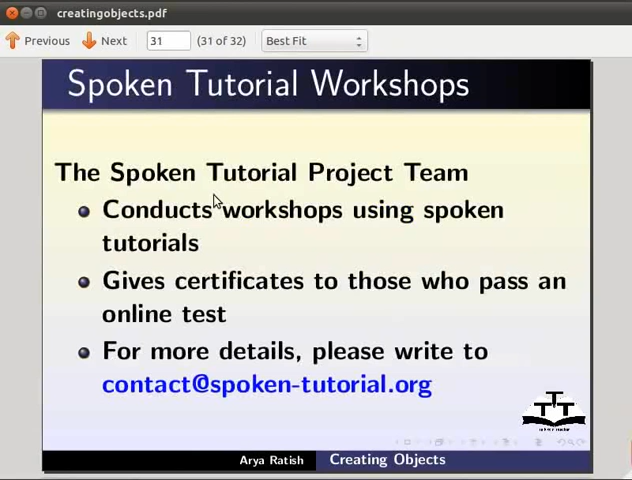 creatingobjects.pdf
Previous Next 31 (31 of 32) Best Fit
Spoken Tutorial Workshops
The Spoken Tutorial Project Team
Conducts workshops using spoken
tutorials
Gives certificates to those who pass an
online test
For more details, please write to
contact@spoken-tutorial.org
Arya Ratish Creating Objects